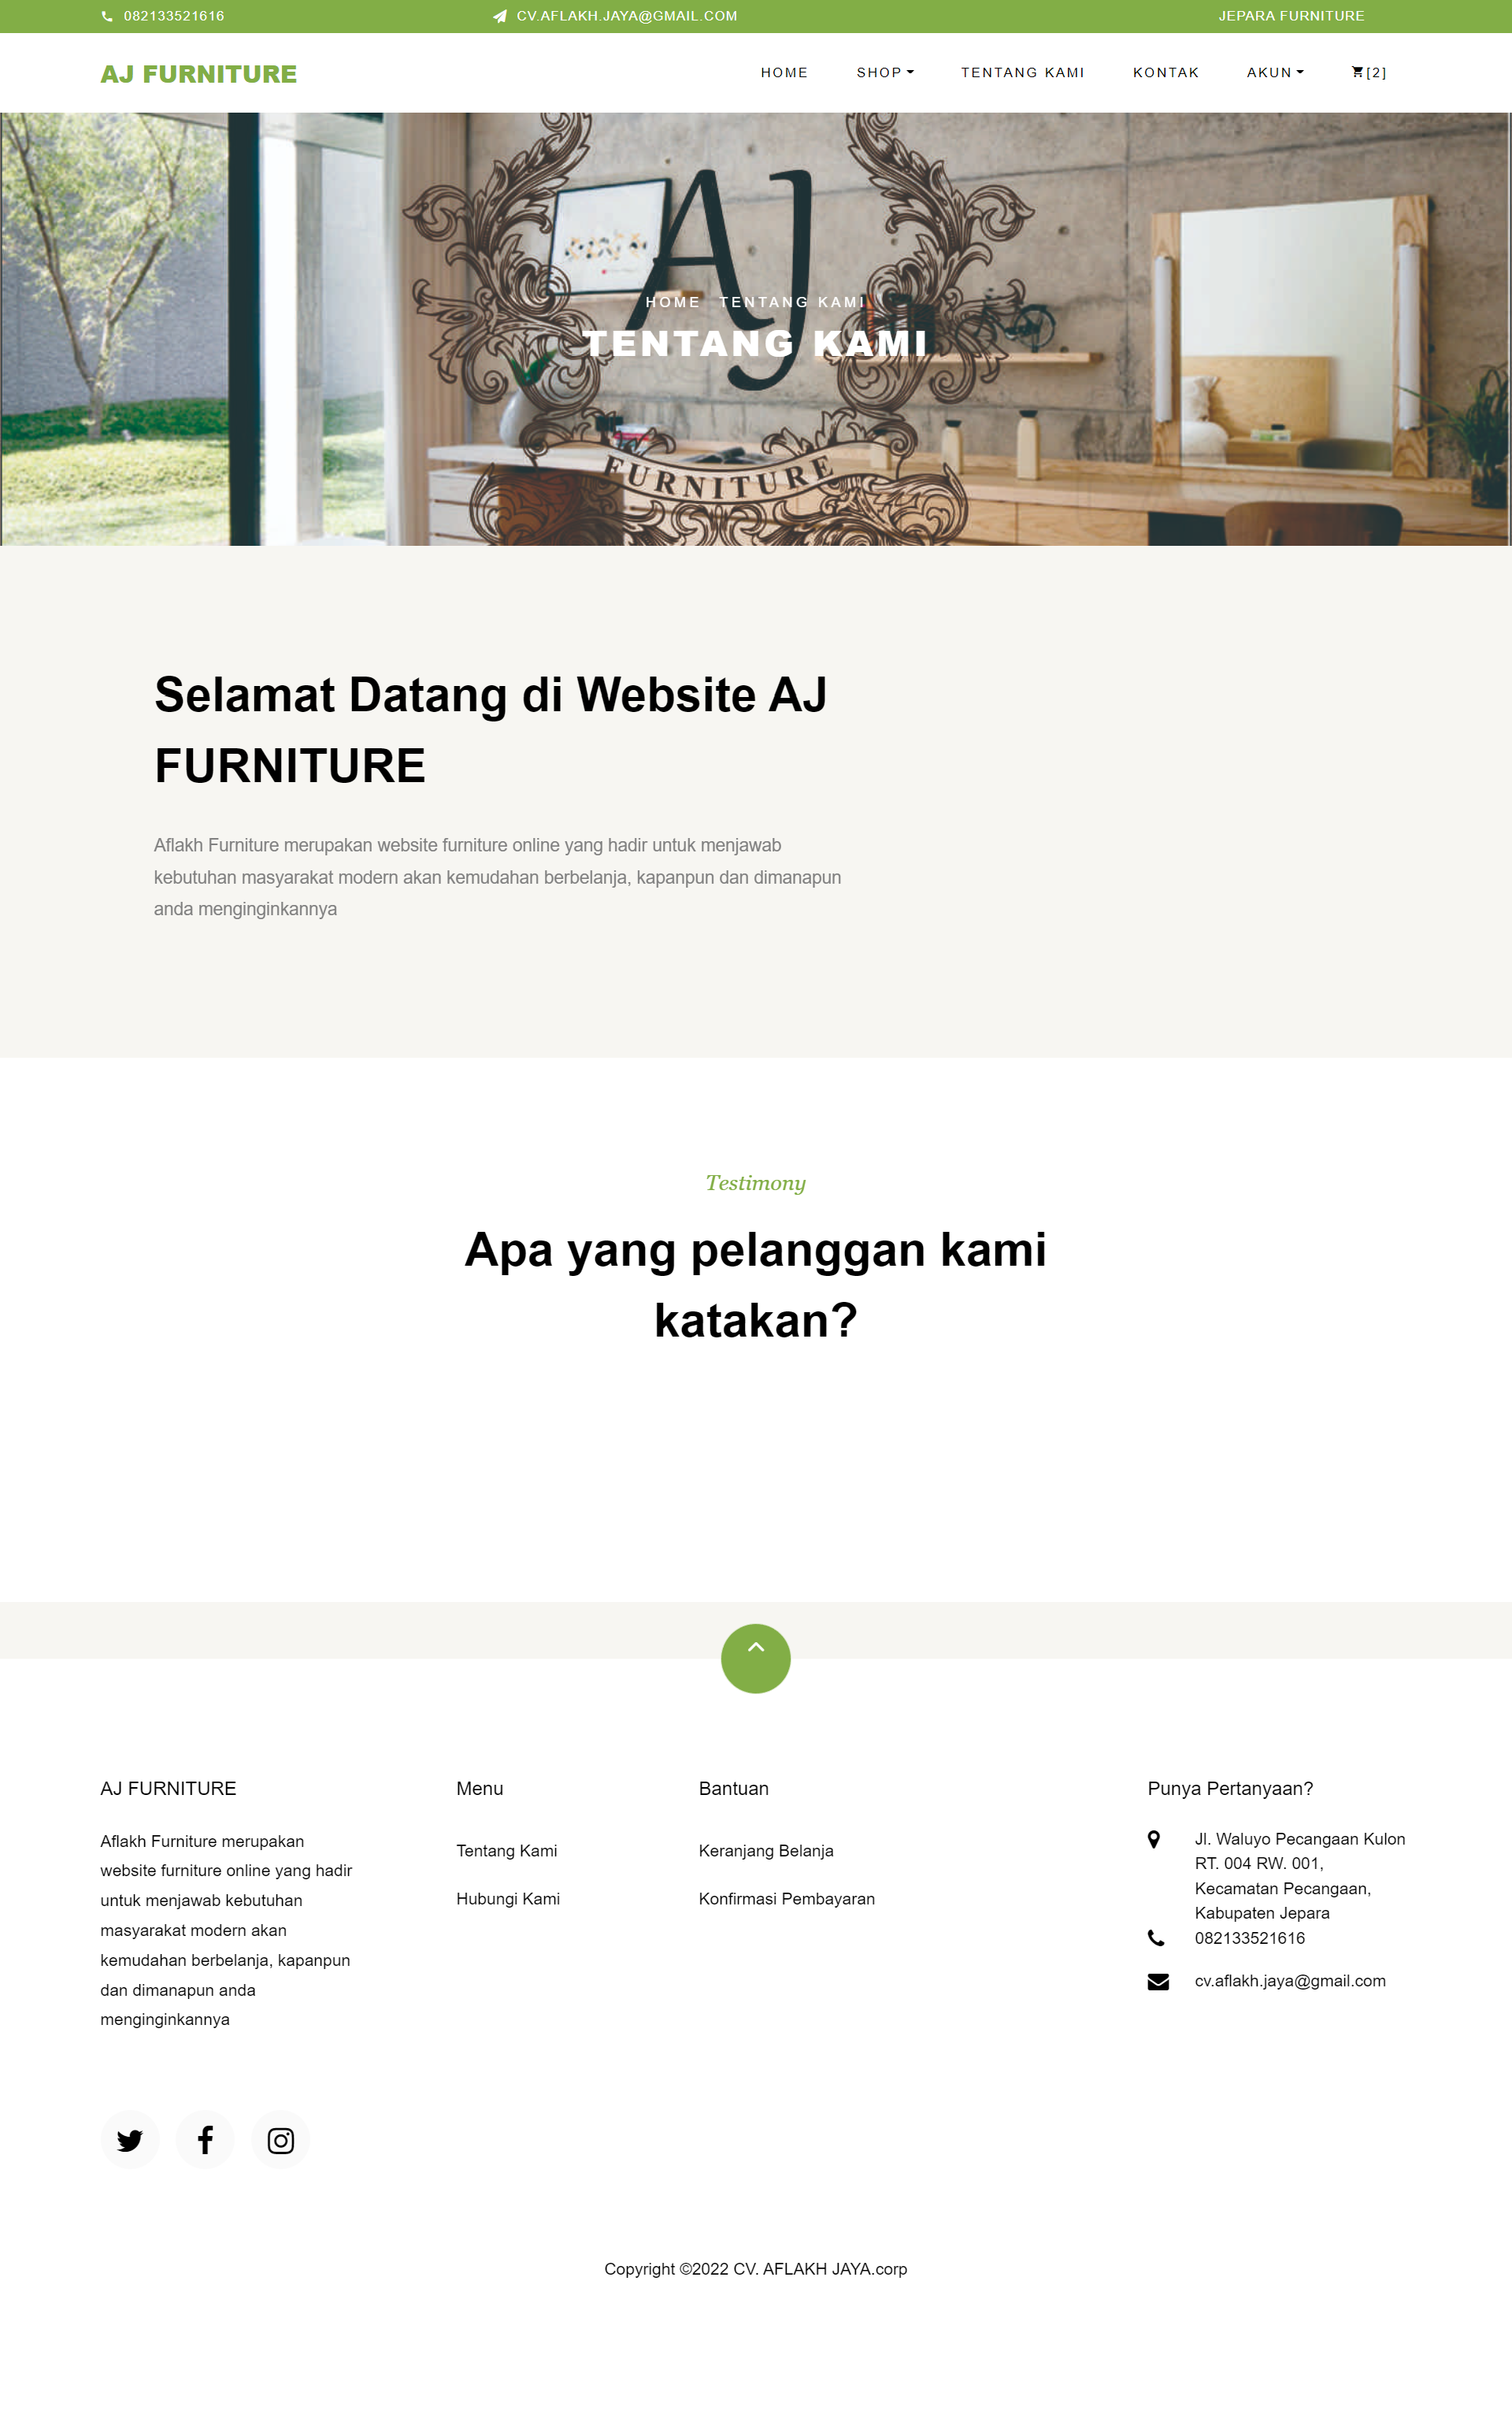 082133521616
CV.AFLAKH.JAYA@GMAIL.COM
JEPARA FURNITURE
AJ FURNITURE
HOME
SHOP
TENTANG KAMI
KONTAK
AKUN
[2]
AJ
HOME TENTANG KAMI
TENTANG KAMI
FURNITURE
Selamat Datang di Website AJ
FURNITURE
Aflakh Furniture merupakan website furniture online yang hadir untuk menjawab
kebutuhan masyarakat modern akan kemudahan berbelanja, kapanpun dan dimanapun
anda menginginkannya
Testimony
Apa yang pelanggan kami
katakan?
AJ FURNITURE
Aflakh Furniture merupakan
website furniture online yang hadir
untuk menjawab kebutuhan
masyarakat modern akan
kemudahan berbelanja, kapanpun
dan dimanapun anda
menginginkannya
Menu
Tentang Kami
Hubungi Kami
Bantuan
Keranjang Belanja
Konfirmasi Pembayaran
Punya Pertanyaan?
Jl. Waluyo Pecangaan Kulon
RT. 004 RW. 001,
Kecamatan Pecangaan,
Kabupaten Jepara
082133521616
cv.aflakh.jaya@gmail.com
Copyright ©2022 CV. AFLAKH JAYA.corp